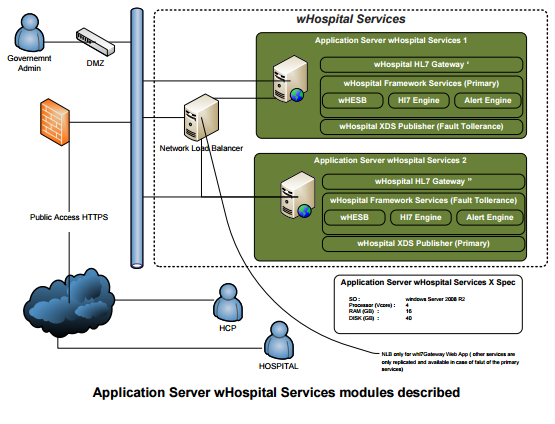 wHospital Services
Governemnt
Admin
DMZ
Application Server wHospital Services 1
wHospital HL7 Gateway '
wHospital Framework Services (Primary)
wHESB
Hl7 Engine
Alert Engine
wHospital XDS Publisher (Fault Tollerance)
Network Load Balancer
Application Server wHospital Services 2
wHospital HL7 Gateway "
wHospital Framework Services (Fault Tollerance)
wHESB
Hl7 Engine
Alert Engine
wHospital XDS Publisher (Primary)
Public Access HTTPS
Application Server wHospital Services X Spec
SO : windows Server 2008 R2
Processor (Vcore) : 4
RAM (GB) : 16
DISK (GB) : 40
HCP
HOSPITAL
NLB only for whl7Gateway Web App ( other services are
only replicated and available in case of falut of the primary
services)
Application Server wHospital Services modules described